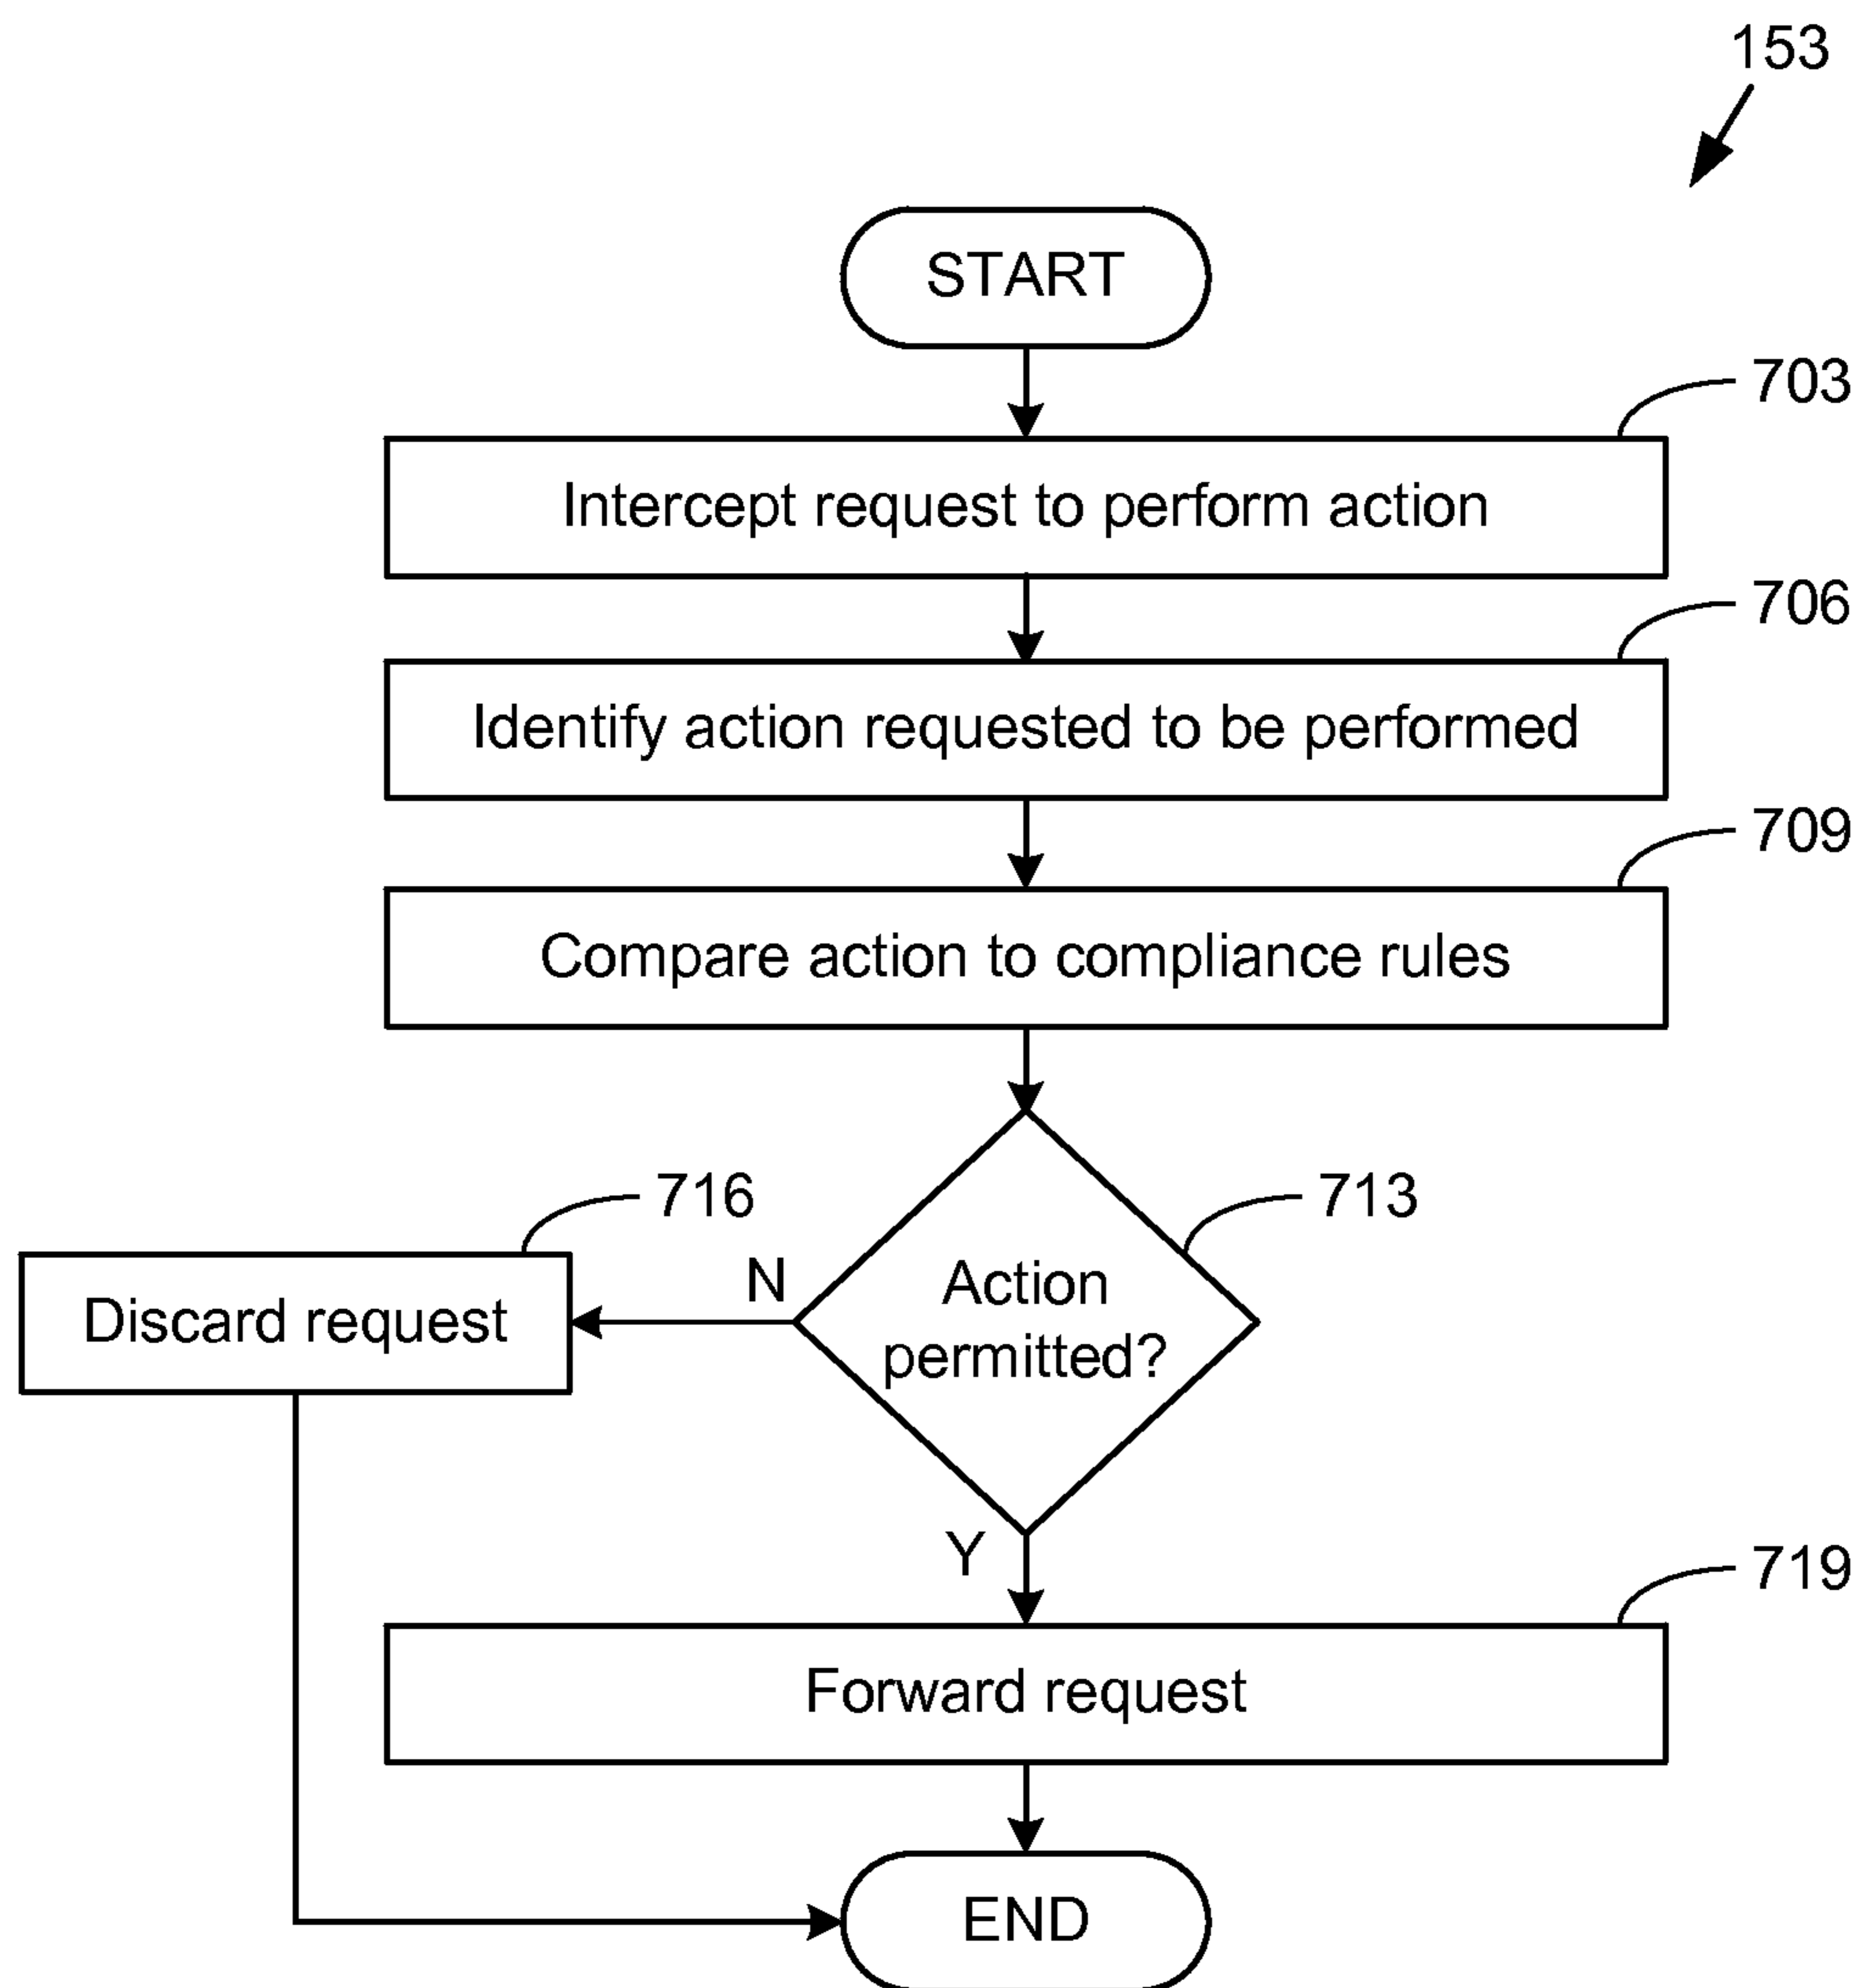 153
START
703
Intercept request to perform action
706
Identify action requested to be performed
709
Compare action to compliance rules
716
713
N
Action
permitted?
Discard request
Y
719
Forward request
END